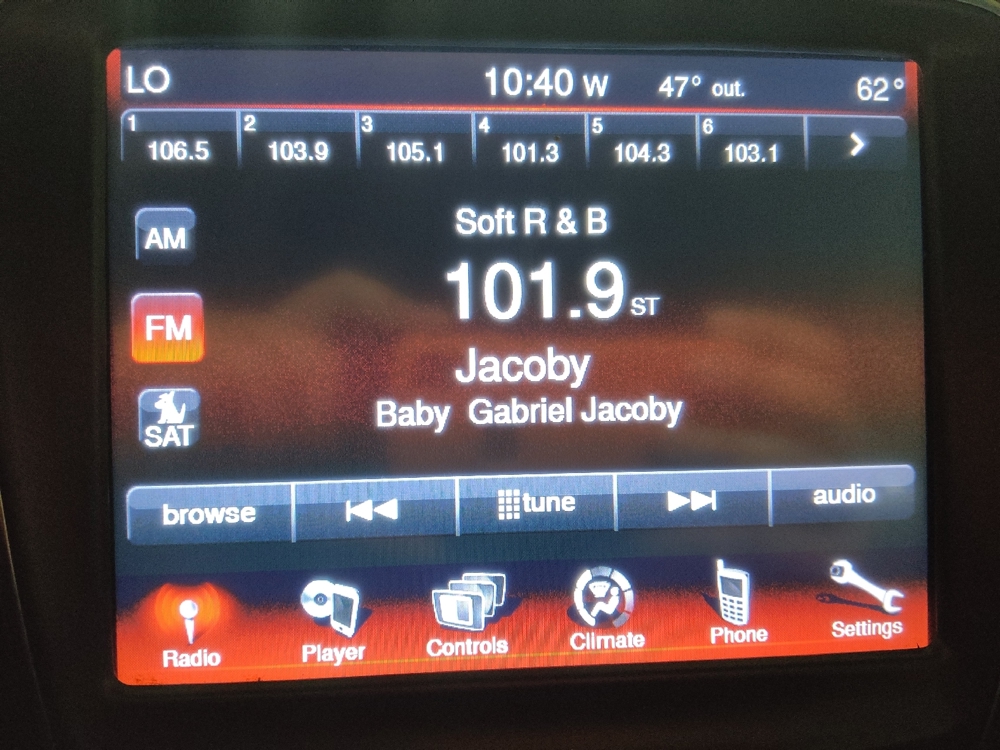 LO 10:40 W 47° out. 62°
1 2 3 4 5 6
106.5 103.9 105.1 101.3 104.3 103.1
Soft R & B
AM
101.9 ST
FM
Jacoby
Baby Gabriel Jacoby
SAT
browse tune audio
Radio Player Controls Climate Phone Settings